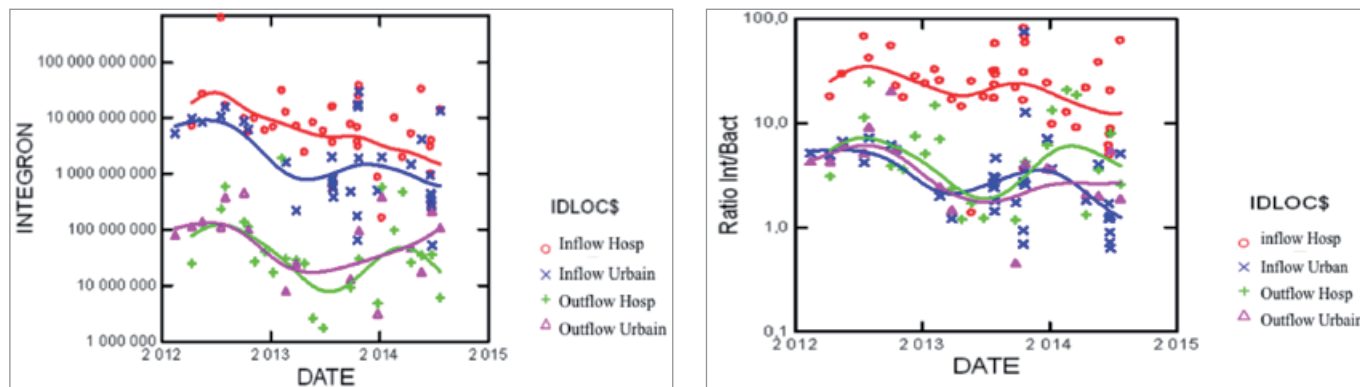 100 000 000 000
10 000 000 000
1 000 000 000
100 000 000
10 000 000
1 000 000
INTEGRON
2 012
2 013
2 014
2 015
DATE
IDLOC$
Inflow Hosp
Inflow Urbain
Outflow Hosp
Outflow Urbain
100,0
10,0
1,0
0,1
Ratio Int/Bact
2 012
2 013
2 014
2 015
DATE
IDLOC$
inflow Hosp
Inflow Urban
Outflow Hosp
Outflow Urbain